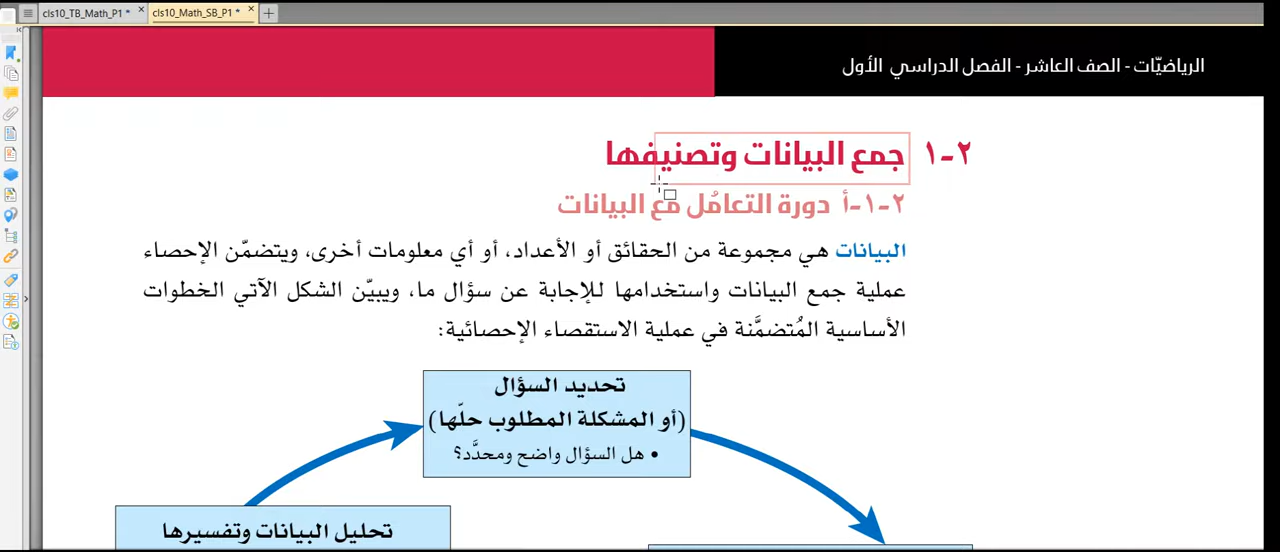 cls10_TB_Math_P1 *
cls10_Math_SB_P1 *
الرياضيّات - الصف العاشر - الفصل الدراسي الأول
٢-١ جمع البيانات وتصنيفها
٢-١-أ دورة التعامُل مع البيانات
البيانات هي مجموعة من الحقائق أو الأعداد، أو أي معلومات أخرى، ويتضمّن الإحصاء
عملية جمع البيانات واستخدامها للإجابة عن سؤال ما، ويبيّن الشكل الآتي الخطوات
الأساسية المُتضمَّنة في عملية الاستقصاء الإحصائية:
تحديد السؤال
(أو المشكلة المطلوب حلّها)
• هل السؤال واضح ومحدَّد؟
تحليل البيانات وتفسيرها